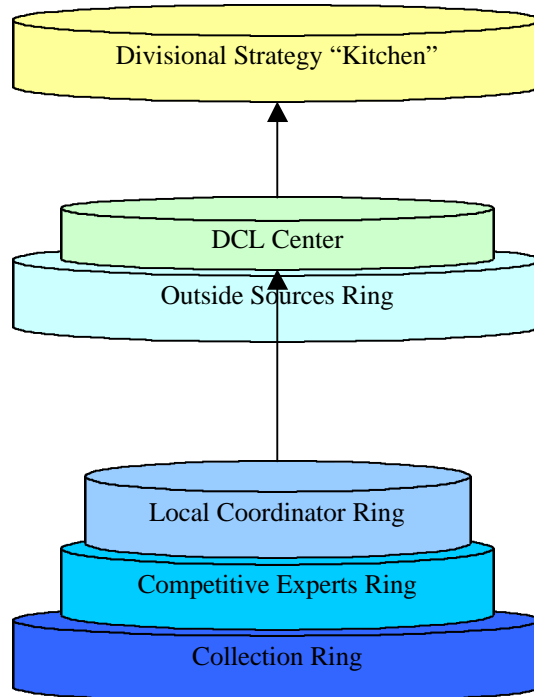 Divisional Strategy “Kitchen”
DCL Center
Outside Sources Ring
Local Coordinator Ring
Competitive Experts Ring
Collection Ring